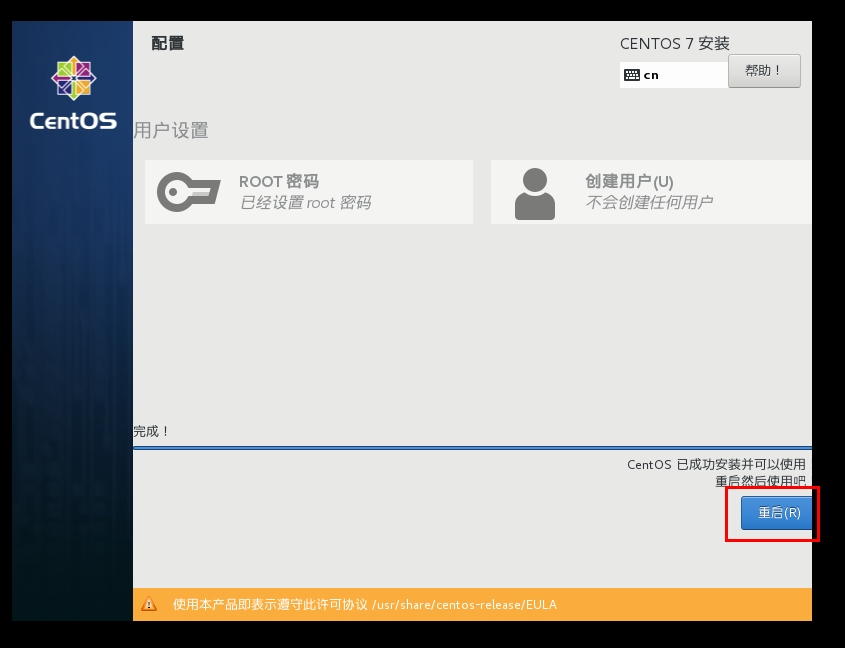 CentOS
配置
CENTOS 7 安装
cn
帮助！
用户设置
ROOT 密码
已经设置 root 密码
创建用户(U)
不会创建任何用户
完成！
CentOS 已成功安装并可以使用
重启然后使用吧
重启(R)
使用本产品即表示遵守此许可协议 /usr/share/centos-release/EULA